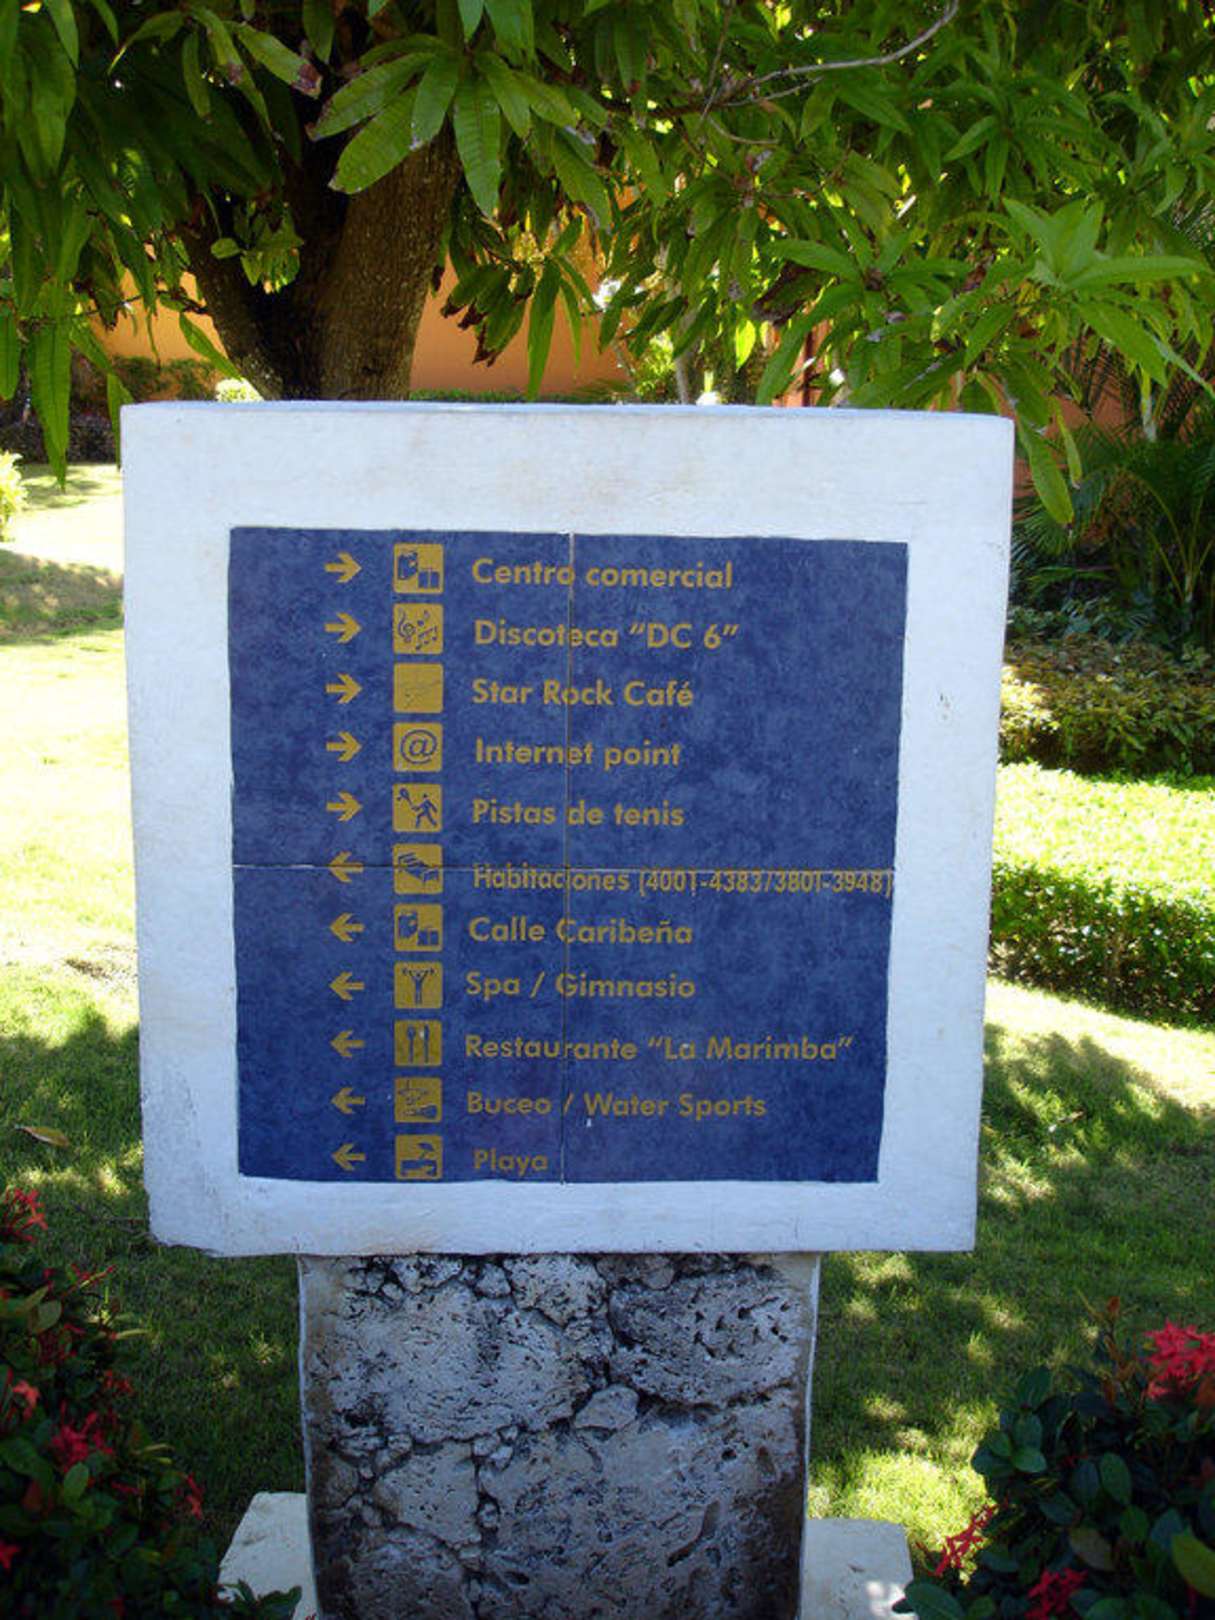 → Centro comercial
→ Discoteca "DC 6"
→ Star Rock Café
→ @ Internet point
→ Pistas de tenis
← Habitaciones (4001-4383/3801-3948)
← Calle Caribeña
← Spa / Gimnasio
← Restaurante "La Marimba"
← Buceo / Water Sports
← Playa